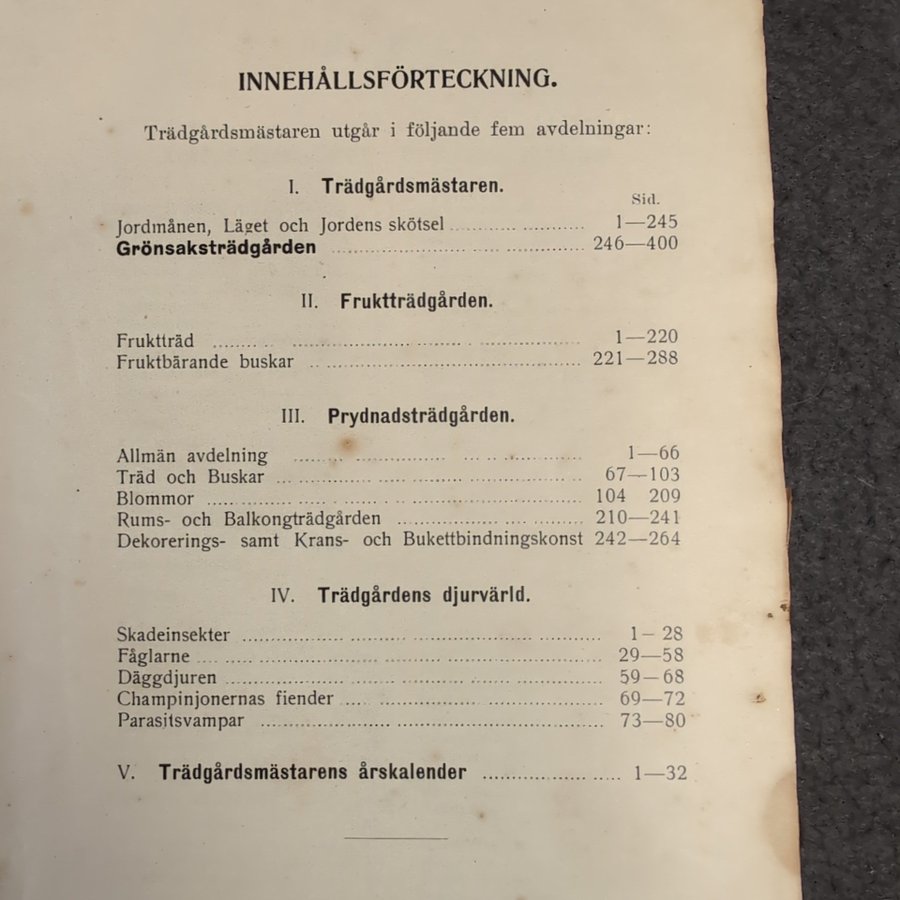 INNEHÅLLSFÖRTECKNING.
Trädgårdsmästaren utgår i följande fem avdelningar:
I. Trädgårdsmästaren.
Sid.
Jordmånen, Läget och Jordens skötsel ........................ 1—245
Grönsaksträdgården ........................ 246—400
II. Fruktträdgården.
Fruktträd ........................ 1—220
Fruktbärande buskar ........................ 221—288
III. Prydnadsträdgården.
Allmän avdelning ........................ 1—66
Träd och Buskar ........................ 67—103
Blommor ........................ 104 209
Rums- och Balkongträdgården ........................ 210—241
Dekorerings- samt Krans- och Bukettbindningskonst 242—264
IV. Trädgårdens djurvärld.
Skadeinsekter ........................ 1—28
Fåglarne ........................ 29—58
Däggdjuren ........................ 59—68
Champinjonernas fiender ........................ 69—72
Parasitsvampar ........................ 73—80
V. Trädgårdsmästarens årskalender ........................ 1—32